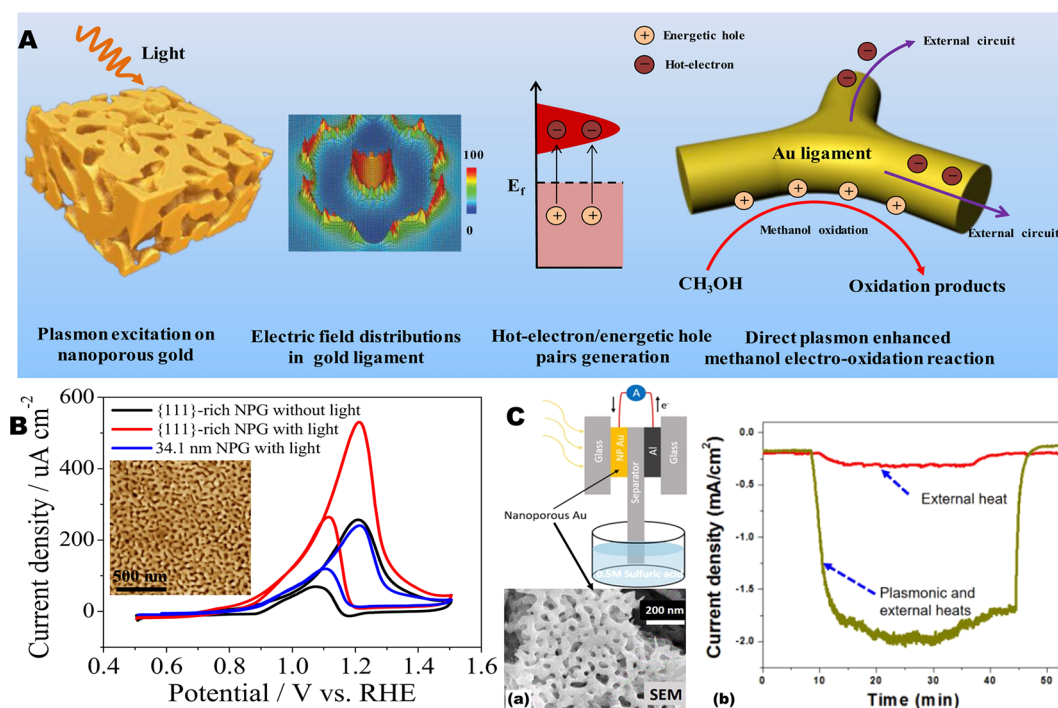 A
Light
Energetic hole
Hot-electron
External circuit
100
0
E_f
Au ligament
Methanol oxidation
External circuit
CH₃OH
Oxidation products
Plasmon excitation on
nanoporous gold
Electric field distributions
in gold ligament
Hot-electron/energetic hole
pairs generation
Direct plasmon enhanced
methanol electro-oxidation reaction
B
600
400
200
0
Current density / uA cm⁻²
{111}-rich NPG without light
{111}-rich NPG with light
34.1 nm NPG with light
500 nm
0.4
0.6
0.8
1.0
1.2
1.4
1.6
Potential / V vs. RHE
C
A
e⁻
Glass
NP Au
Separator
Al
Glass
Nanoporous Au
.5M Sulfuric aci
200 nm
(a)
SEM
0.0
-0.5
-1.0
-1.5
-2.0
Current density (mA/cm²)
External heat
Plasmonic and
external heats
0
10
20
30
40
50
(b)
Time (min)